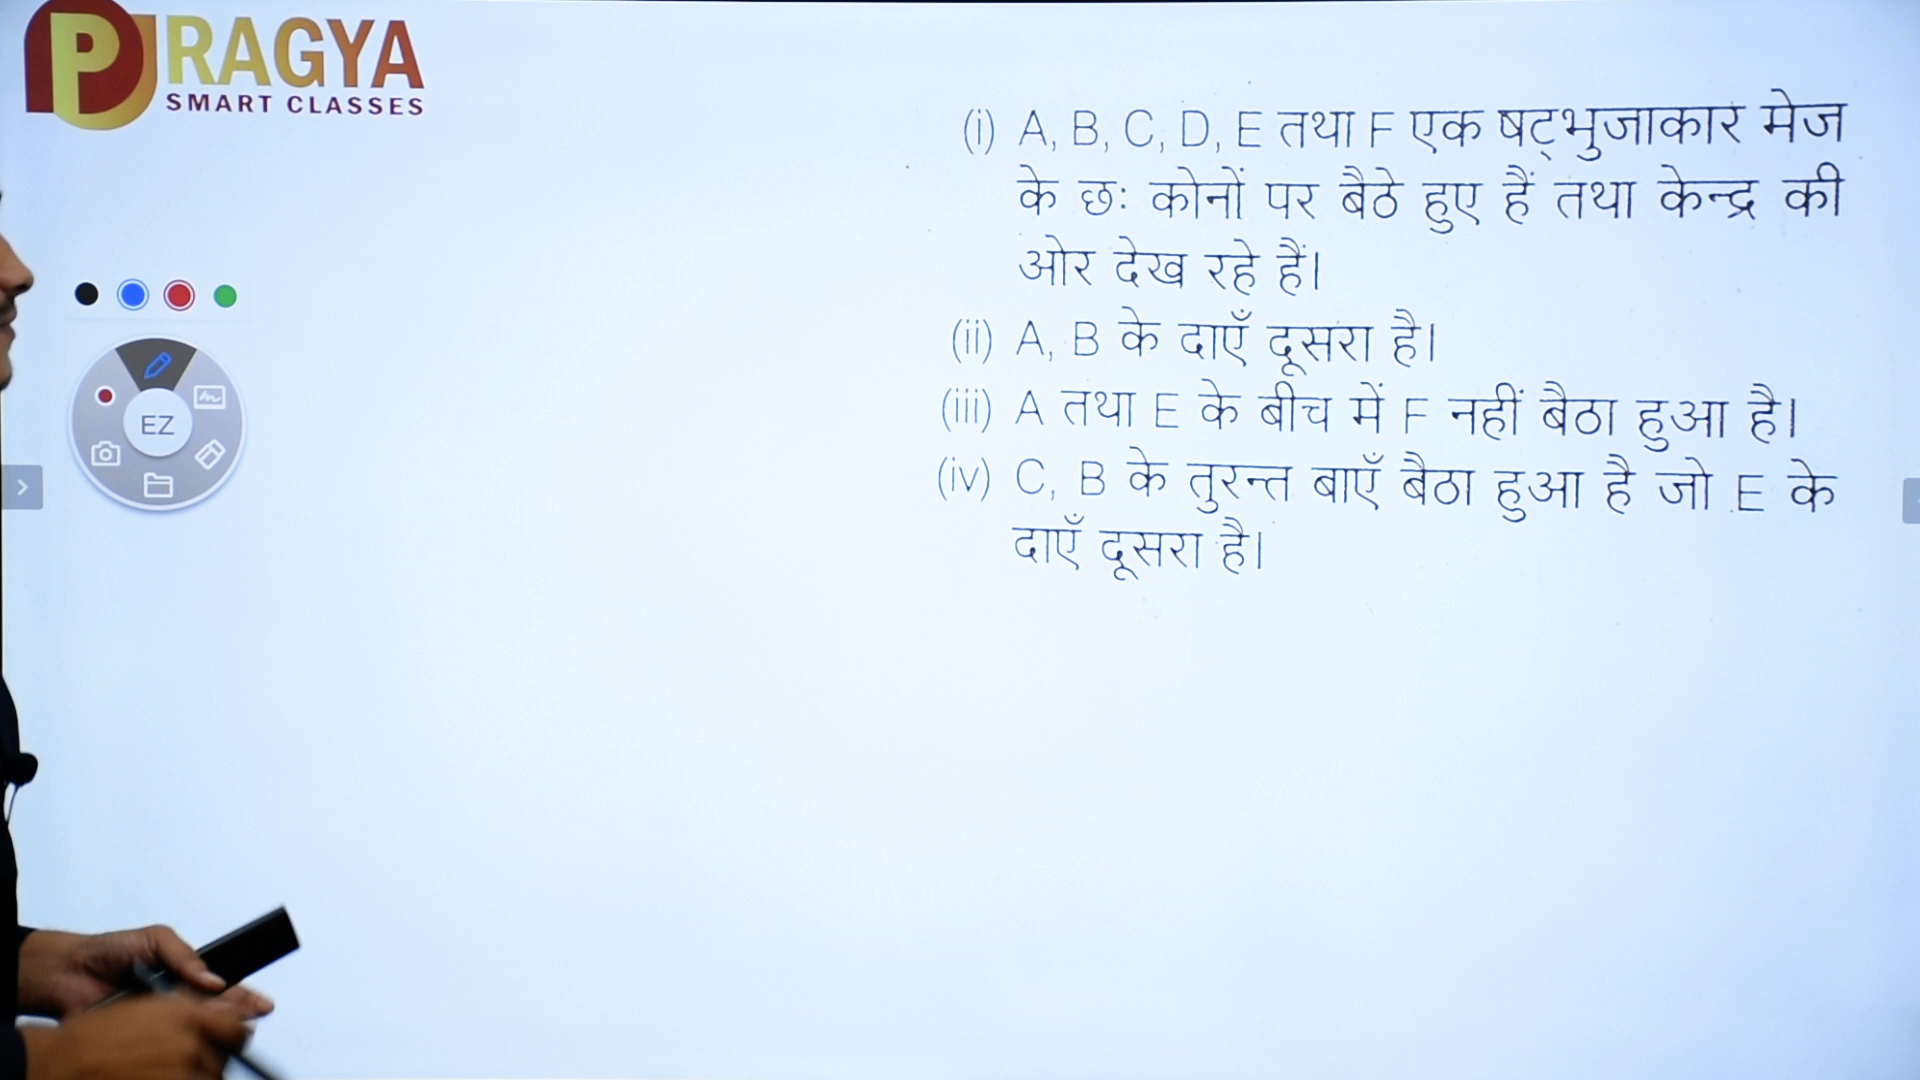 PRAGYA
SMART CLASSES
(i) A, B, C, D, E तथा F एक षट्भुजाकार मेज
के छः कोनों पर बैठे हुए हैं तथा केन्द्र की
ओर देख रहे हैं।
(ii) A, B के दाएँ दूसरा है।
(iii) A तथा E के बीच में F नहीं बैठा हुआ है।
(iv) C, B के तुरन्त बाएँ बैठा हुआ है जो E के
दाएँ दूसरा है।
EZ